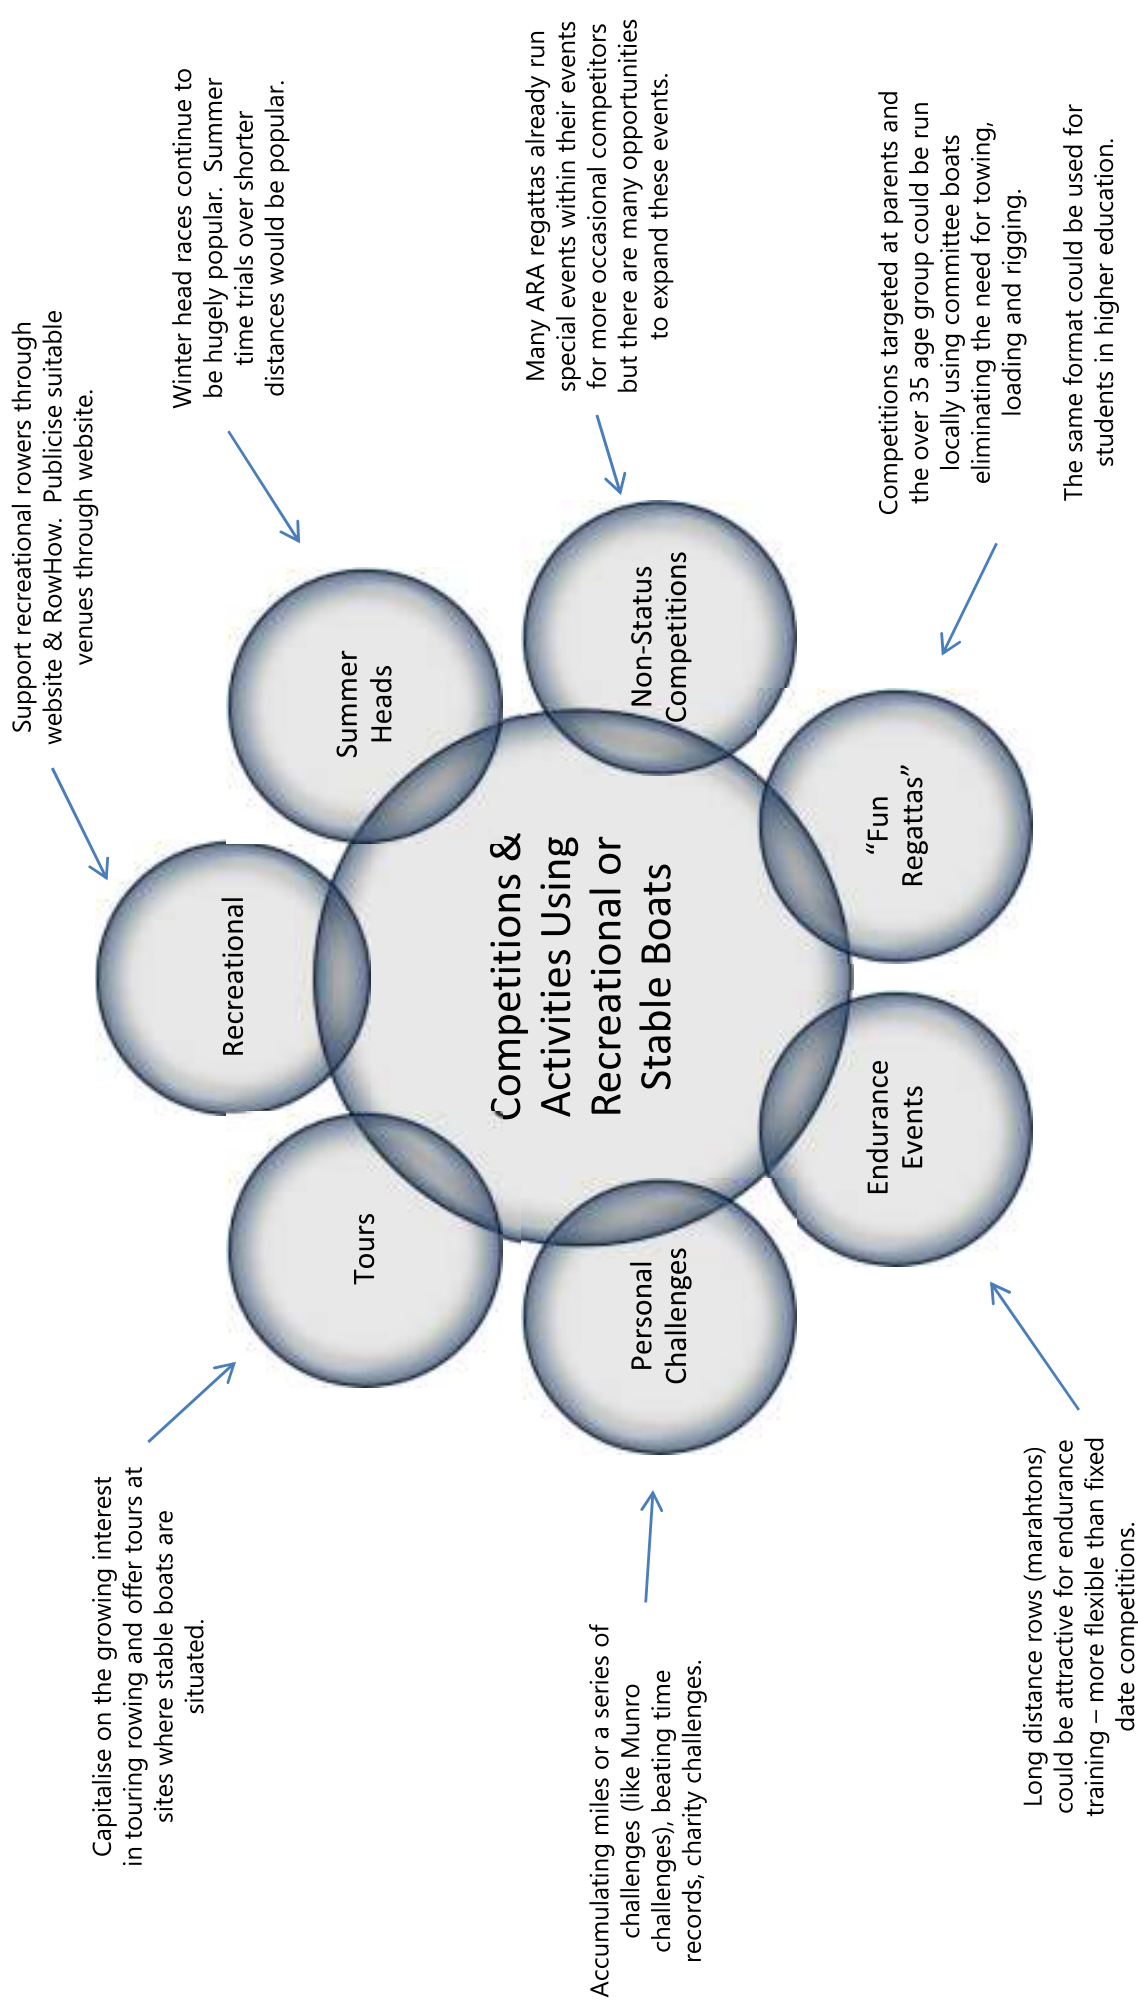 Support recreational rowers through
website & RowHow.  Publicise suitable
venues through website.
Winter head races continue to
be hugely popular.  Summer
time trials over shorter
distances would be popular.
Many ARA regattas already run
special events within their events
for more occasional competitors
but there are many opportunities
to expand these events.
Competitions targeted at parents and
the over 35 age group could be run
locally using committee boats
eliminating the need for towing,
loading and rigging.
The same format could be used for
students in higher education.
Long distance rows (marahtons)
could be attractive for endurance
training – more flexible than fixed
date competitions.
Accumulating miles or a series of
challenges (like Munro
challenges), beating time
records, charity challenges.
Capitalise on the growing interest
in touring rowing and offer tours at
sites where stable boats are
situated.
Competitions &
Activities Using
Recreational or
Stable Boats
Recreational
Summer
Heads
Non-Status
Competitions
“Fun
Regattas”
Endurance
Events
Personal
Challenges
Tours